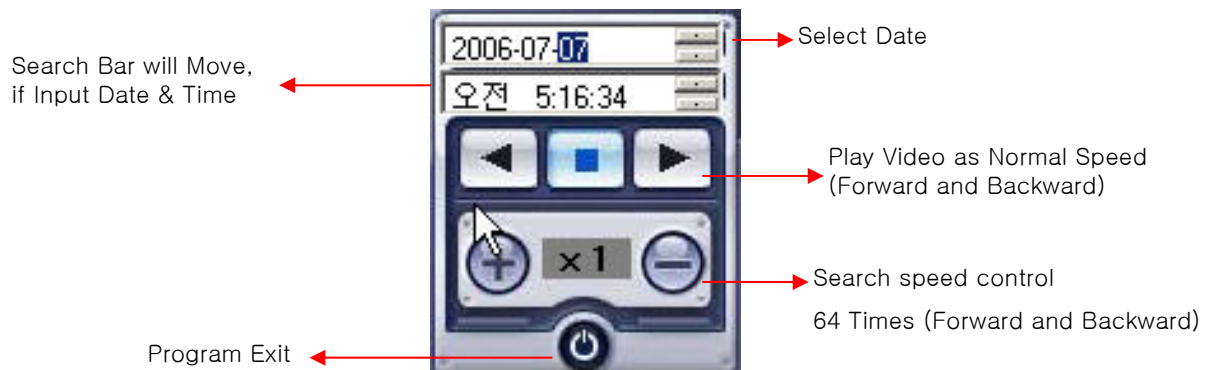 2006-07-07
Select Date
Search Bar will Move,
if Input Date & Time
오전 5:16:34
Play Video as Normal Speed
(Forward and Backward)
x 1
Search speed control
64 Times (Forward and Backward)
Program Exit